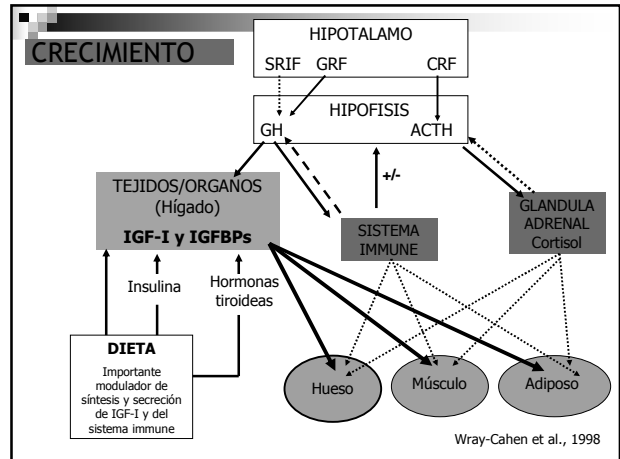 CRECIMIENTO
HIPOTALAMO
SRIF GRF CRF
HIPOFISIS
GH ACTH
+/-
TEJIDOS/ORGANOS
(Hígado)
IGF-I y IGFBPs
SISTEMA
IMMUNE
GLANDULA
ADRENAL
Cortisol
Insulina
Hormonas
tiroideas
DIETA
Importante
modulador de
síntesis y secreción
de IGF-I y del
sistema immune
Hueso
Músculo
Adiposo
Wray-Cahen et al., 1998